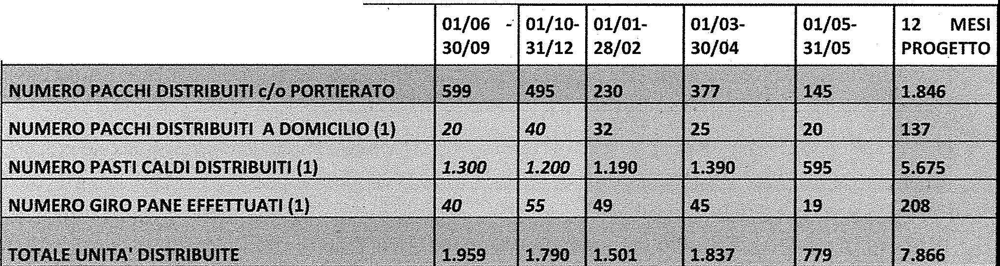 01/06 - 01/10- 01/01- 01/03- 01/05- 12 MESI
30/09 31/12 28/02 30/04 31/05 PROGETTO
NUMERO PACCHI DISTRIBUITI c/o PORTIERATO 599 495 230 377 145 1.846
NUMERO PACCHI DISTRIBUITI A DOMICILIO (1) 20 40 32 25 20 137
NUMERO PASTI CALDI DISTRIBUITI (1) 1.300 1.200 1.190 1.390 595 5.675
NUMERO GIRO PANE EFFETTUATI (1) 40 55 49 45 19 208
TOTALE UNITA' DISTRIBUITE 1.959 1.790 1.501 1.837 779 7.866